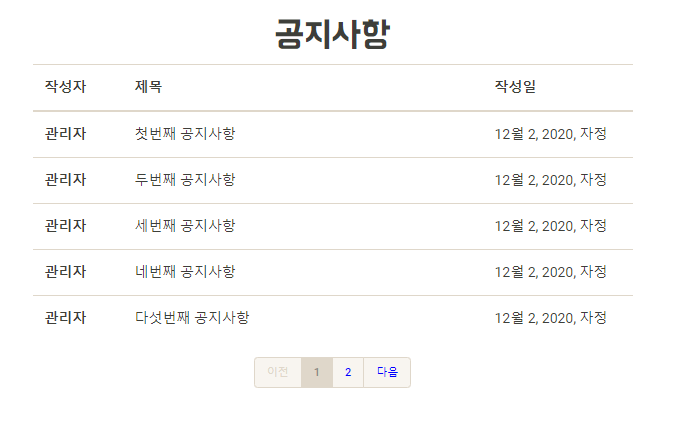 공지사항
작성자 제목 작성일
관리자 첫번째 공지사항 12월 2, 2020, 자정
관리자 두번째 공지사항 12월 2, 2020, 자정
관리자 세번째 공지사항 12월 2, 2020, 자정
관리자 네번째 공지사항 12월 2, 2020, 자정
관리자 다섯번째 공지사항 12월 2, 2020, 자정
이전 1 2 다음